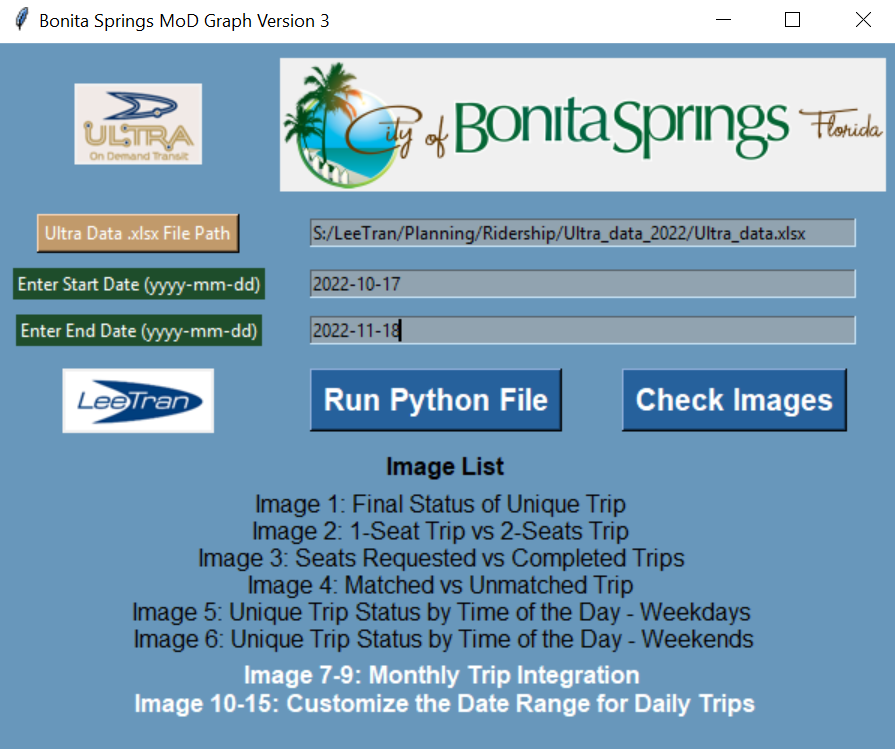 Bonita Springs MoD Graph Version 3
ULTRA
On Demand Transit
City of Bonita Springs Florida
Ultra Data .xlsx File Path
S:/LeeTran/Planning/Ridership/Ultra_data_2022/Ultra_data.xlsx
Enter Start Date (yyyy-mm-dd)
2022-10-17
Enter End Date (yyyy-mm-dd)
2022-11-18
LeeTran
Run Python File
Check Images
Image List
Image 1: Final Status of Unique Trip
Image 2: 1-Seat Trip vs 2-Seats Trip
Image 3: Seats Requested vs Completed Trips
Image 4: Matched vs Unmatched Trip
Image 5: Unique Trip Status by Time of the Day - Weekdays
Image 6: Unique Trip Status by Time of the Day - Weekends
Image 7-9: Monthly Trip Integration
Image 10-15: Customize the Date Range for Daily Trips